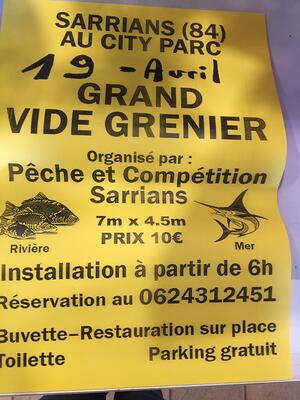 SARRIANS (84)
AU CITY PARC
19 - Avril
GRAND
VIDE GRENIER
Organisé par :
Pêche et Compétition
Sarrians
7m x 4.5m
PRIX 10€
Rivière
Mer
Installation à partir de 6h
Réservation au 0624312451
Buvette–Restauration sur place
Toilette Parking gratuit